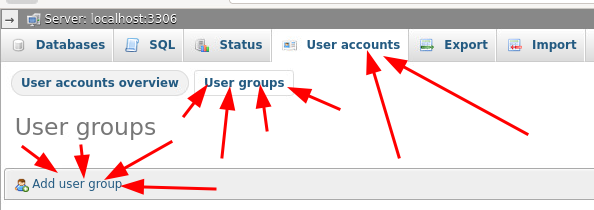 Server: localhost:3306
Databases SQL Status User accounts Export Import
User accounts overview User groups
User groups
Add user group